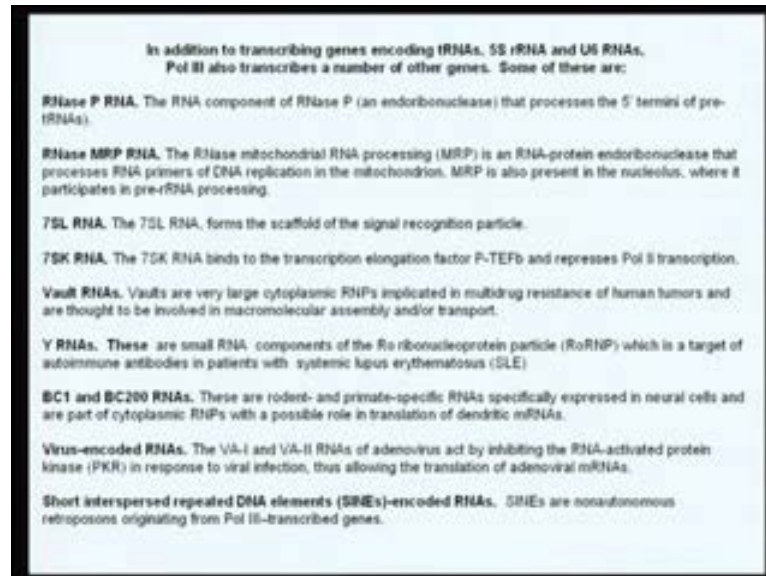 In addition to transcribing genes encoding tRNAs, 5S rRNA and U6 RNAs,
Pol III also transcribes a number of other genes. Some of these are:
RNase P RNA. The RNA component of RNase P (an endoribonuclease) that processes the 5' termini of pre-
tRNAs).
RNase MRP RNA. The RNase mitochondrial RNA processing (MRP) is an RNA-protein endoribonuclease that
processes RNA primers of DNA replication in the mitochondrion. MRP is also present in the nucleolus, where it
participates in pre-rRNA processing.
7SL RNA. The 7SL RNA, forms the scaffold of the signal recognition particle.
7SK RNA. The 7SK RNA binds to the transcription elongation factor P-TEFb and represses Pol II transcription.
Vault RNAs. Vaults are very large cytoplasmic RNPs implicated in multidrug resistance of human tumors and
are thought to be involved in macromolecular assembly and/or transport.
Y RNAs. These are small RNA components of the Ro ribonucleoprotein particle (RoRNP) which is a target of
autoimmune antibodies in patients with systemic lupus erythematosus (SLE)
BC1 and BC200 RNAs. These are rodent- and primate-specific RNAs specifically expressed in neural cells and
are part of cytoplasmic RNPs with a possible role in translation of dendritic mRNAs.
Virus-encoded RNAs. The VA-I and VA-II RNAs of adenovirus act by inhibiting the RNA-activated protein
kinase (PKR) in response to viral infection, thus allowing the translation of adenoviral mRNAs.
Short interspersed repeated DNA elements (SINEs)-encoded RNAs. SINEs are nonautonomous
retroposons originating from Pol III–transcribed genes.